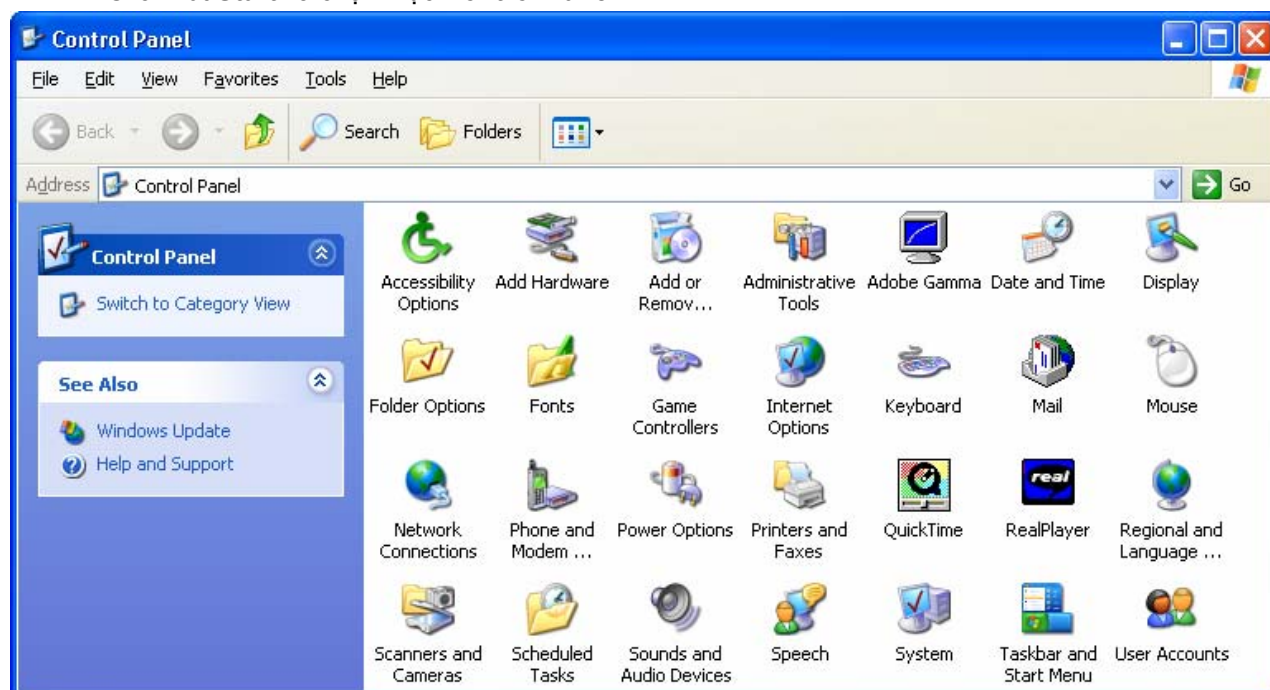 Control Panel
File Edit View Favorites Tools Help
Back Search Folders
Address Control Panel Go
Control Panel
Switch to Category View
See Also
Windows Update
Help and Support
Accessibility Options
Add Hardware
Add or Remov...
Administrative Tools
Adobe Gamma
Date and Time
Display
Folder Options
Fonts
Game Controllers
Internet Options
Keyboard
Mail
Mouse
Network Connections
Phone and Modem ...
Power Options
Printers and Faxes
QuickTime
real
RealPlayer
Regional and Language ...
Scanners and Cameras
Scheduled Tasks
Sounds and Audio Devices
Speech
System
Taskbar and Start Menu
User Accounts